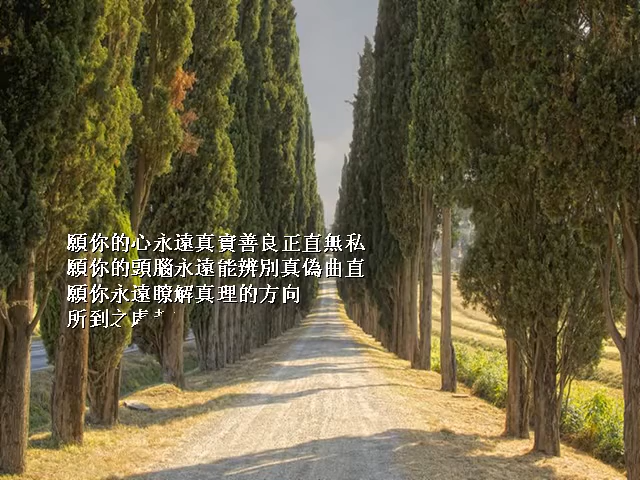 願你的心永遠真實善良正直無私
願你的頭腦永遠能辨別真偽曲直
願你永遠瞭解真理的方向
所到之處